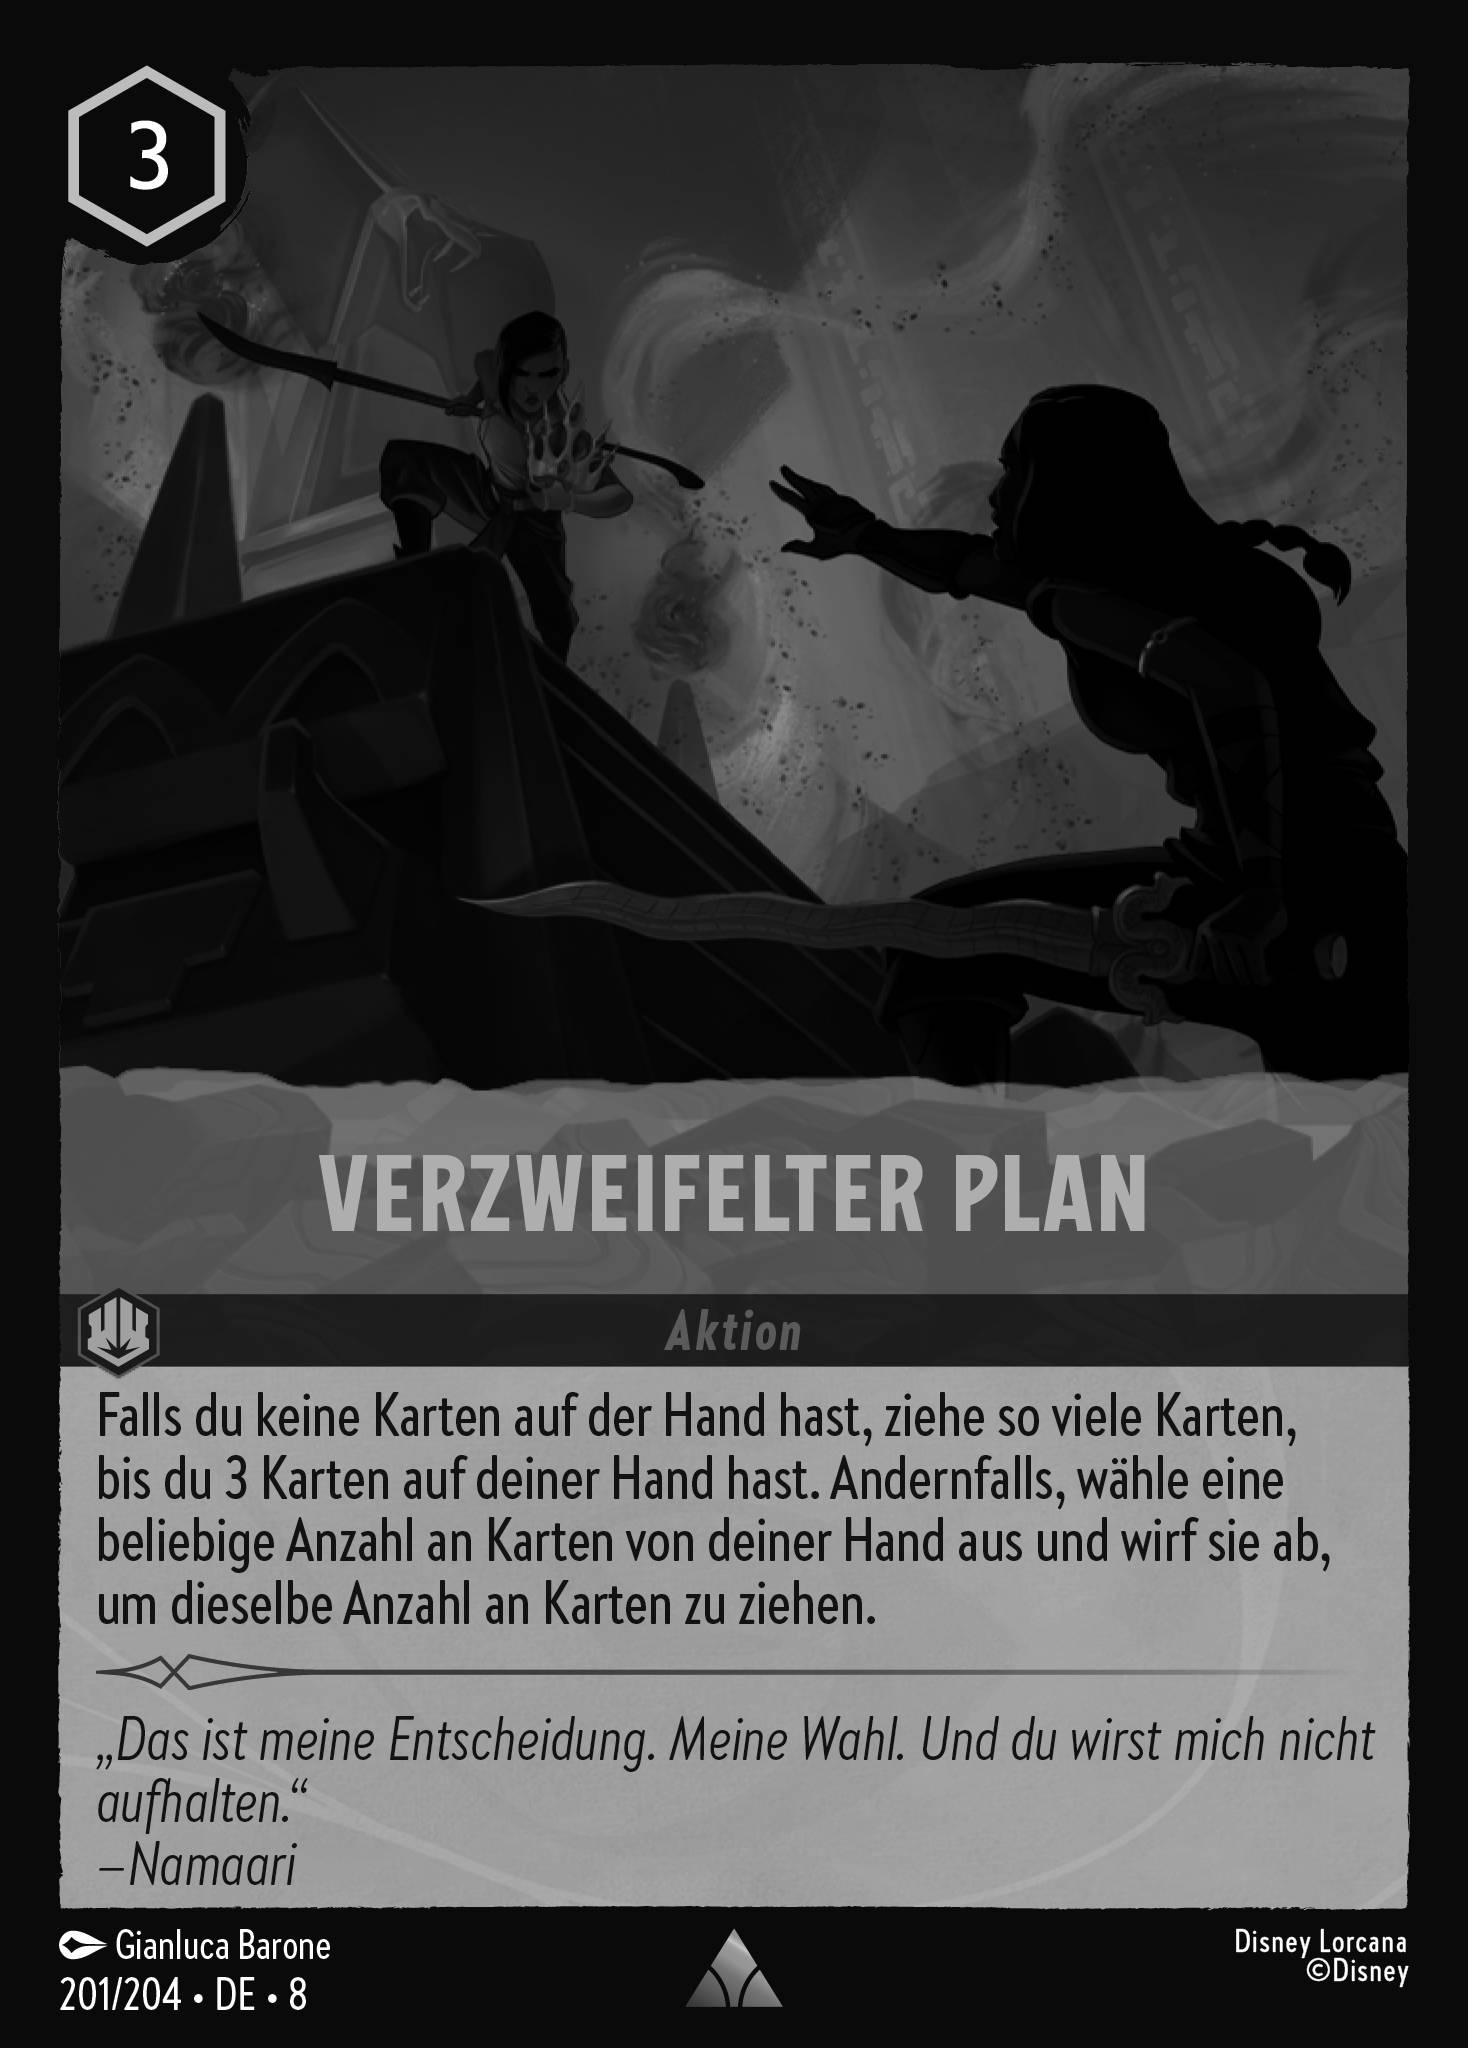 3
VERZWEIFELTER PLAN
Aktion
Falls du keine Karten auf der Hand hast, ziehe so viele Karten,
bis du 3 Karten auf deiner Hand hast. Andernfalls, wähle eine
beliebige Anzahl an Karten von deiner Hand aus und wirf sie ab,
um dieselbe Anzahl an Karten zu ziehen.
„Das ist meine Entscheidung. Meine Wahl. Und du wirst mich nicht
aufhalten.“
–Namaari
Gianluca Barone
201/204 • DE • 8
Disney Lorcana
©Disney